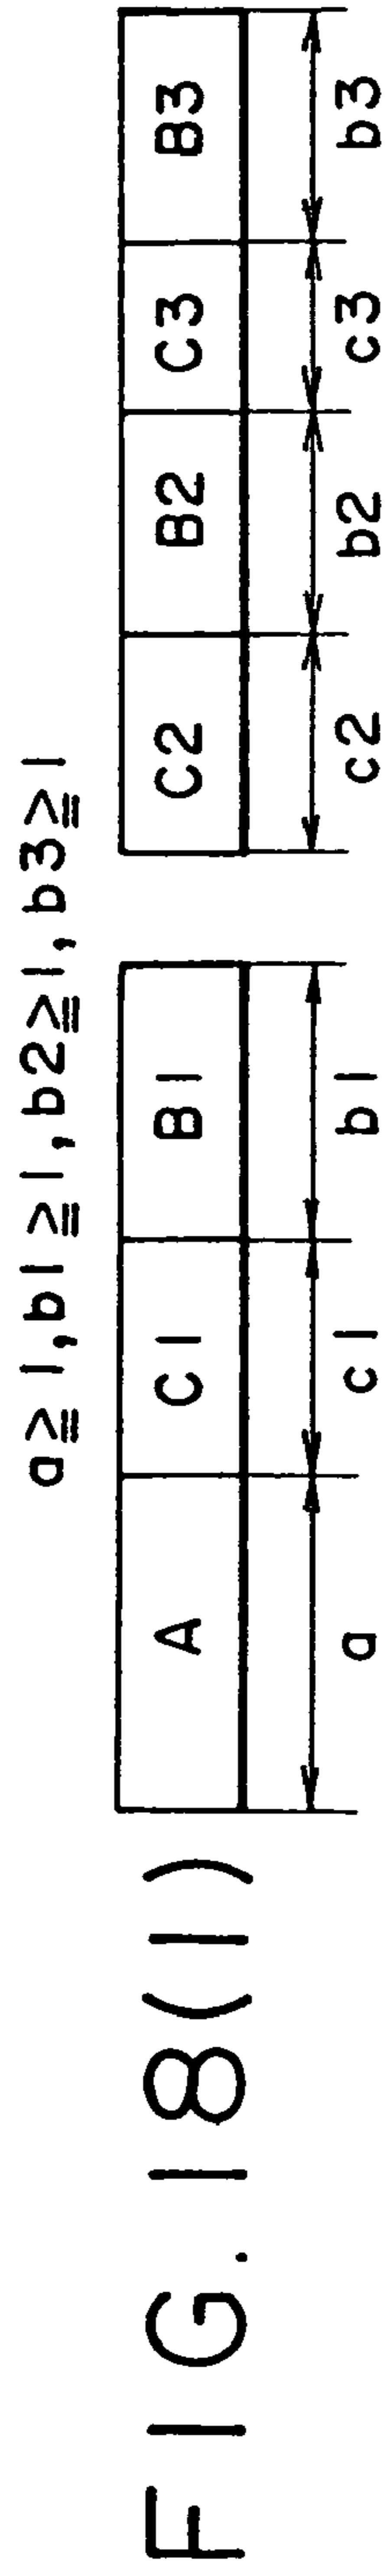 a≧1,b1≧1,b2≧1,b3≧1
A C1 B1 C2 B2 C3 B3
a c1 b1 c2 b2 c3 b3
FIG. 18(1)